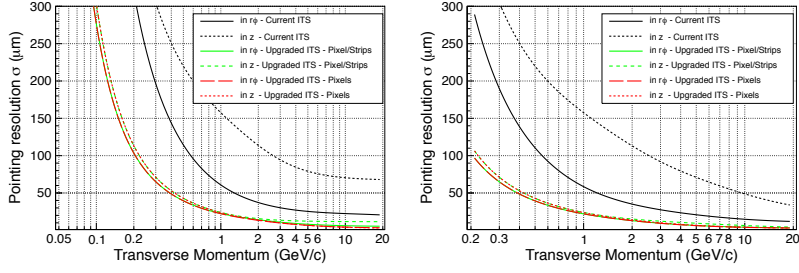 Pointing resolution σ (μm)
300
250
200
150
100
50
in rφ - Current ITS
in z - Current ITS
in rφ - Upgraded ITS - Pixel/Strips
in z - Upgraded ITS - Pixel/Strips
in rφ - Upgraded ITS - Pixels
in z - Upgraded ITS - Pixels
0.05 0.1 0.2 1 2 3 4 5 6 10 20
Transverse Momentum (GeV/c)
Pointing resolution σ (μm)
300
250
200
150
100
50
in rφ - Current ITS
in z - Current ITS
in rφ - Upgraded ITS - Pixel/Strips
in z - Upgraded ITS - Pixel/Strips
in rφ - Upgraded ITS - Pixels
in z - Upgraded ITS - Pixels
0.2 0.3 1 2 3 4 5 6 7 8 10 20
Transverse Momentum (GeV/c)